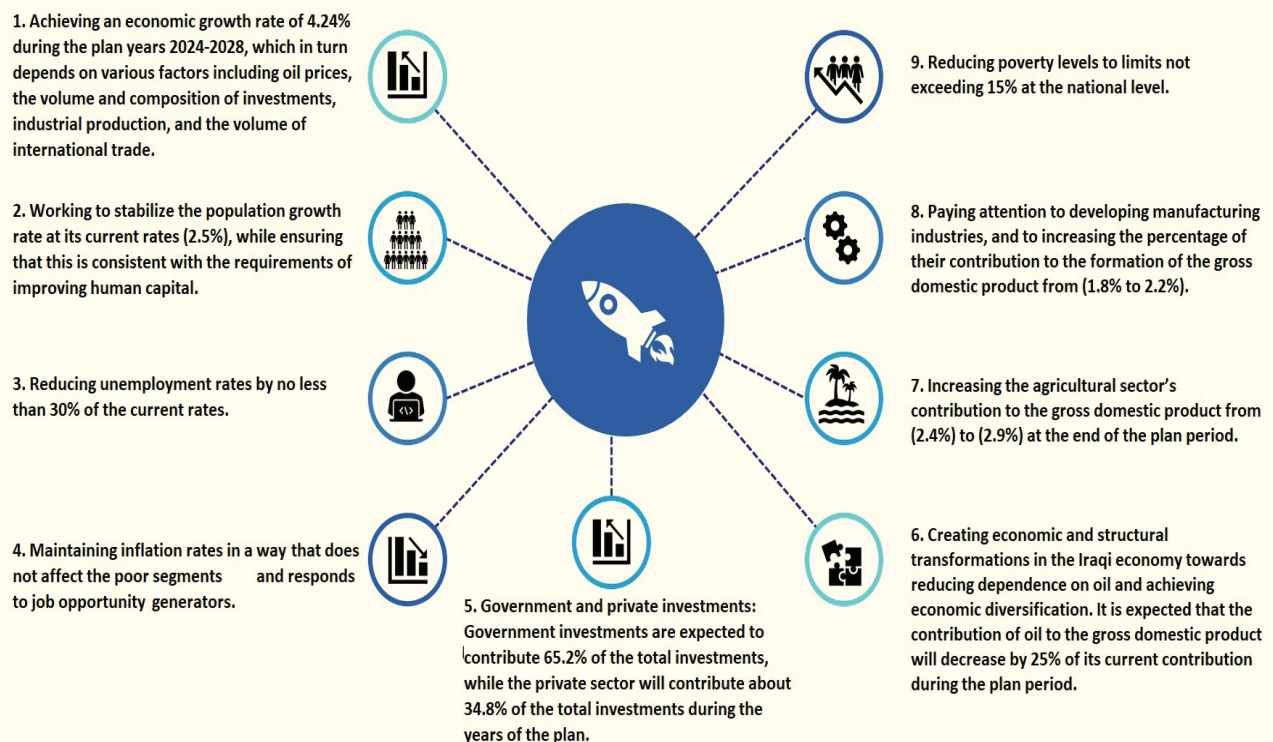 1. Achieving an economic growth rate of 4.24%
during the plan years 2024-2028, which in turn
depends on various factors including oil prices,
the volume and composition of investments,
industrial production, and the volume of
international trade.
2. Working to stabilize the population growth
rate at its current rates (2.5%), while ensuring
that this is consistent with the requirements of
improving human capital.
3. Reducing unemployment rates by no less
than 30% of the current rates.
4. Maintaining inflation rates in a way that does
not affect the poor segments and responds
to job opportunity generators.
5. Government and private investments:
Government investments are expected to
contribute 65.2% of the total investments,
while the private sector will contribute about
34.8% of the total investments during the
years of the plan.
6. Creating economic and structural
transformations in the Iraqi economy towards
reducing dependence on oil and achieving
economic diversification. It is expected that the
contribution of oil to the gross domestic product
will decrease by 25% of its current contribution
during the plan period.
7. Increasing the agricultural sector’s
contribution to the gross domestic product from
(2.4%) to (2.9%) at the end of the plan period.
8. Paying attention to developing manufacturing
industries, and to increasing the percentage of
their contribution to the formation of the gross
domestic product from (1.8% to 2.2%).
9. Reducing poverty levels to limits not
exceeding 15% at the national level.